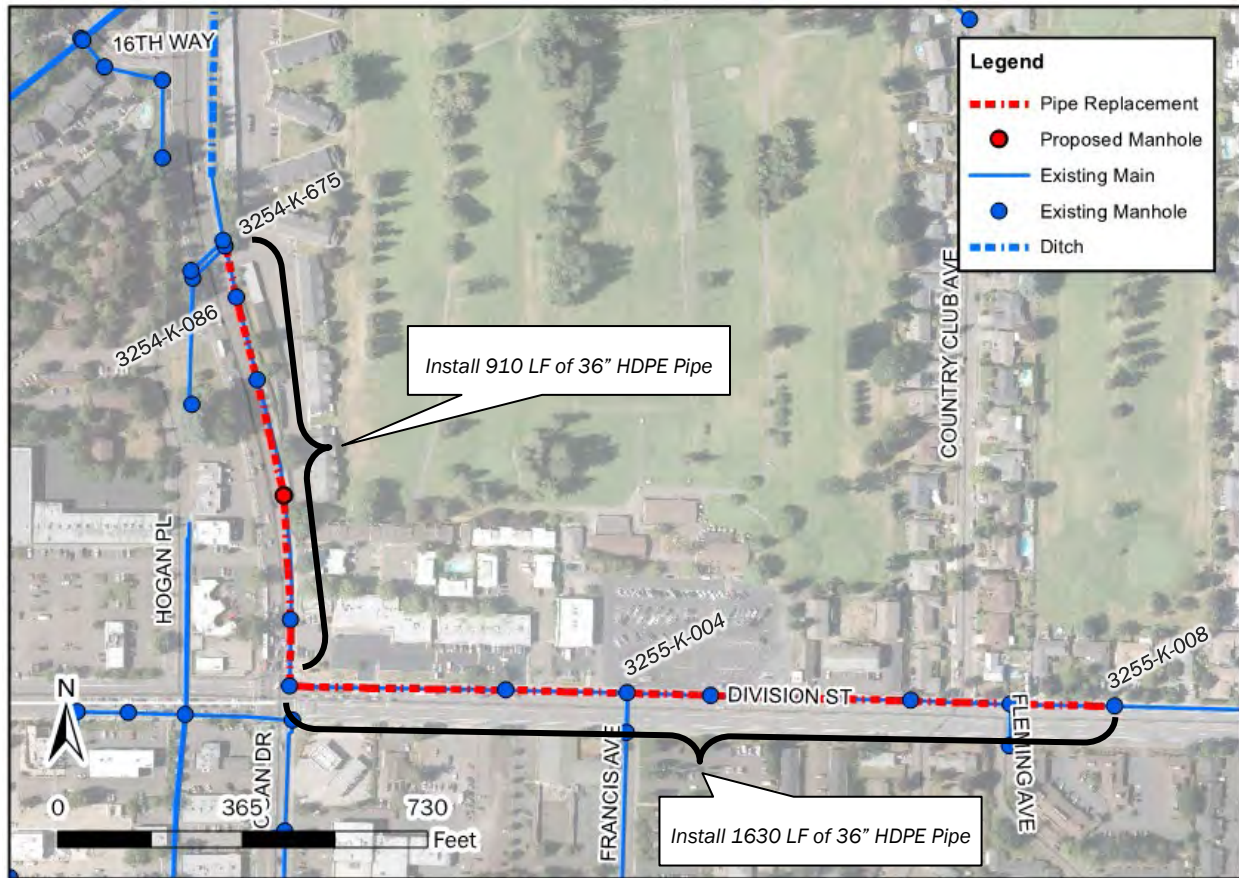 16TH WAY
Legend
Pipe Replacement
Proposed Manhole
Existing Main
Existing Manhole
Ditch
3254-K-675
3254-K-086
Install 910 LF of 36" HDPE Pipe
COUNTRY CLUB AVE
HOGAN PL
3255-K-004
3255-K-008
DIVISION ST
N
FLEMING AVE
FRANCIS AVE
DR
0 365 730
Feet
Install 1630 LF of 36" HDPE Pipe